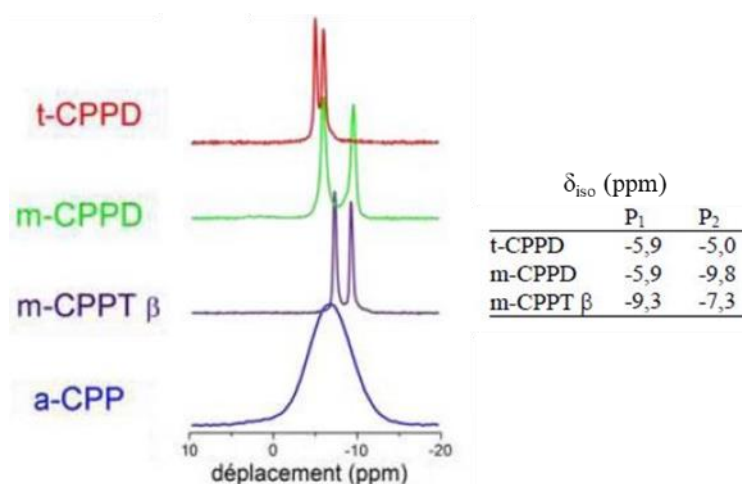 t-CPPD
m-CPPD
m-CPPT β
a-CPP
10 0 -10 -20
déplacement (ppm)
δiso (ppm)
P1 P2
t-CPPD -5,9 -5,0
m-CPPD -5,9 -9,8
m-CPPT β -9,3 -7,3